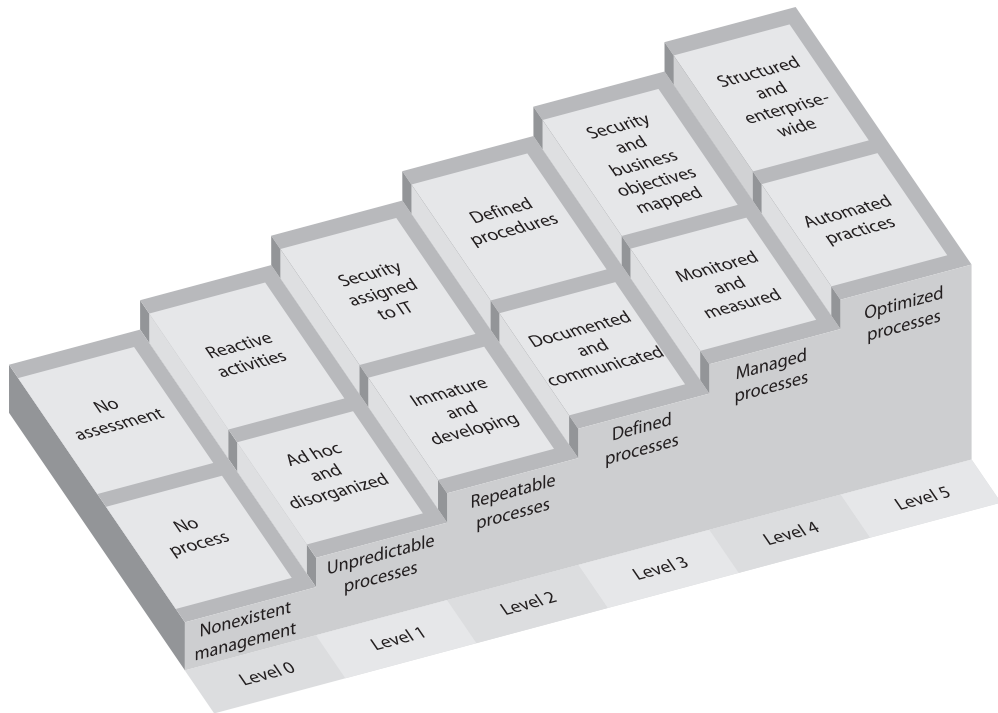 No
assessment
No
process
Nonexistent
management
Level 0
Reactive
activities
Ad hoc
and
disorganized
Unpredictable
processes
Level 1
Security
assigned
to IT
Immature
and
developing
Repeatable
processes
Level 2
Defined
procedures
Documented
and
communicated
Defined
processes
Level 3
Security
and
business
objectives
mapped
Monitored
and
measured
Managed
processes
Level 4
Structured
and
enterprise-
wide
Automated
practices
Optimized
processes
Level 5